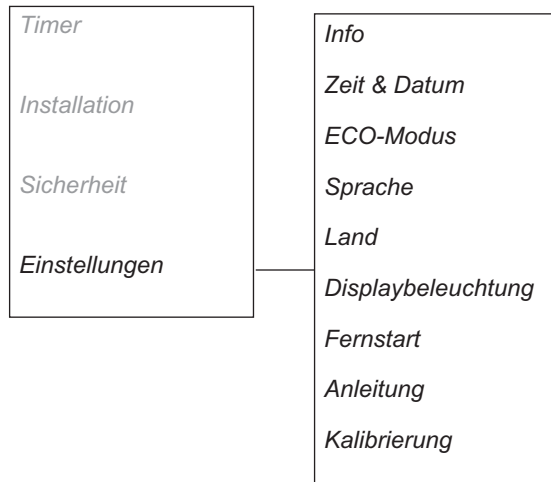 Timer
Installation
Sicherheit
Einstellungen
Info
Zeit & Datum
ECO-Modus
Sprache
Land
Displaybeleuchtung
Fernstart
Anleitung
Kalibrierung